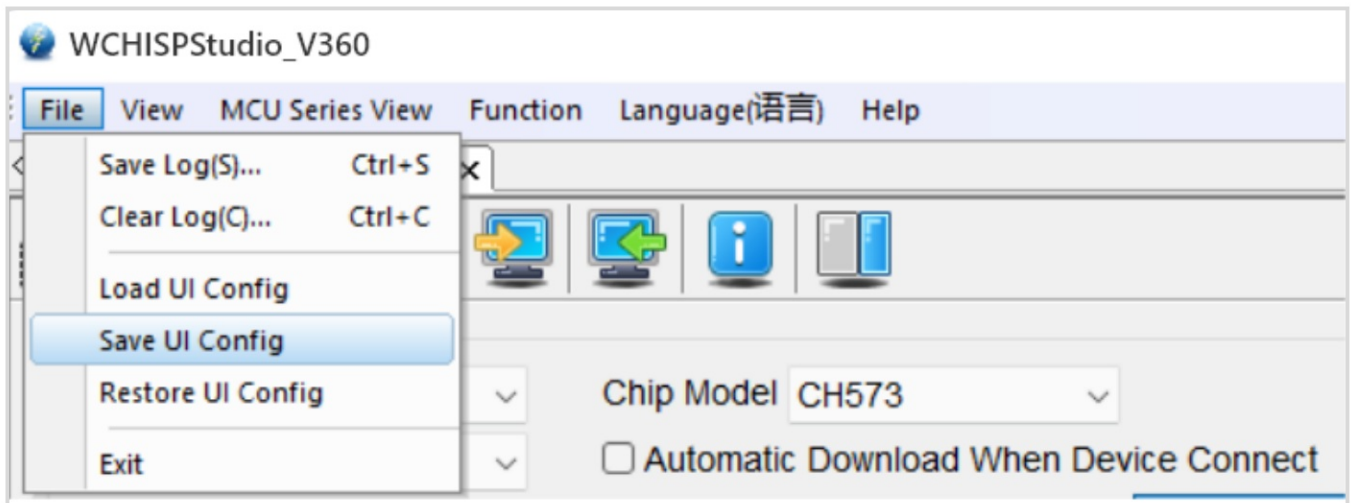 WCHISPStudio_V360
File View MCU Series View Function Language(语言) Help
Save Log(S)... Ctrl+S
Clear Log(C)... Ctrl+C
Load UI Config
Save UI Config
Restore UI Config
Exit
Chip Model CH573
Automatic Download When Device Connect